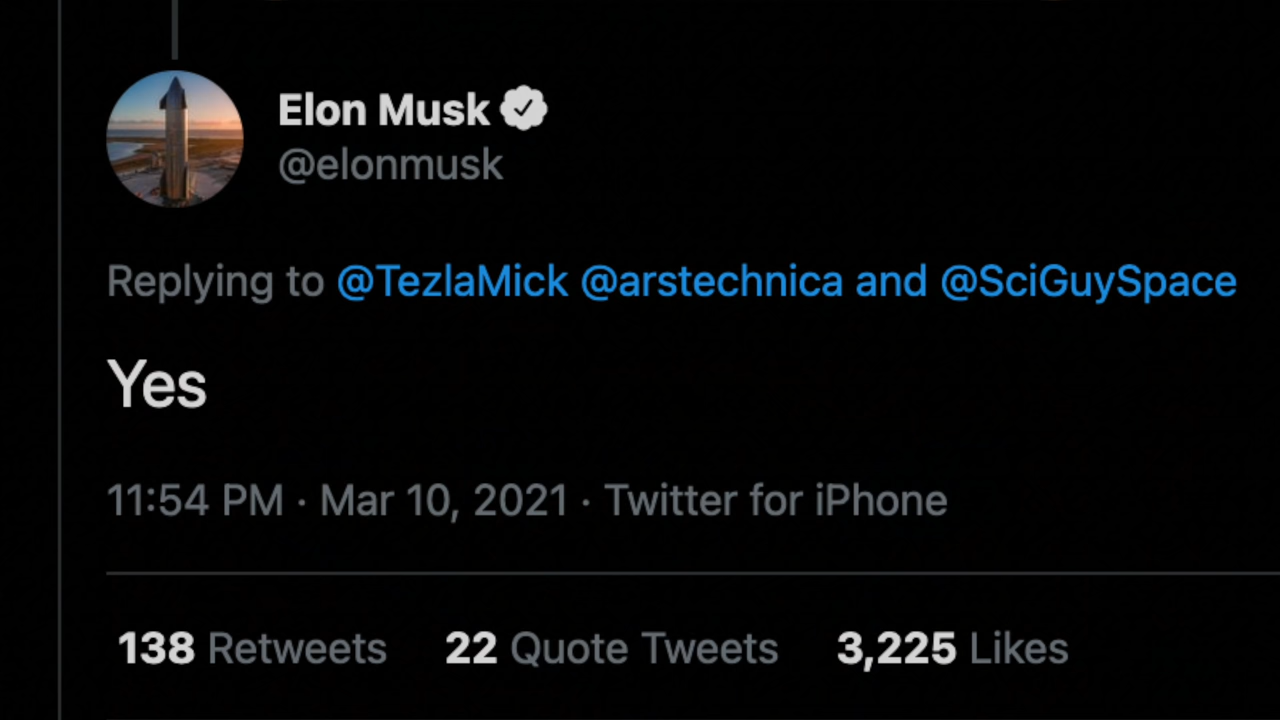 Elon Musk
@elonmusk
Replying to @TezlaMick @arstechnica and @SciGuySpace
Yes
11:54 PM · Mar 10, 2021 · Twitter for iPhone
138 Retweets 22 Quote Tweets 3,225 Likes